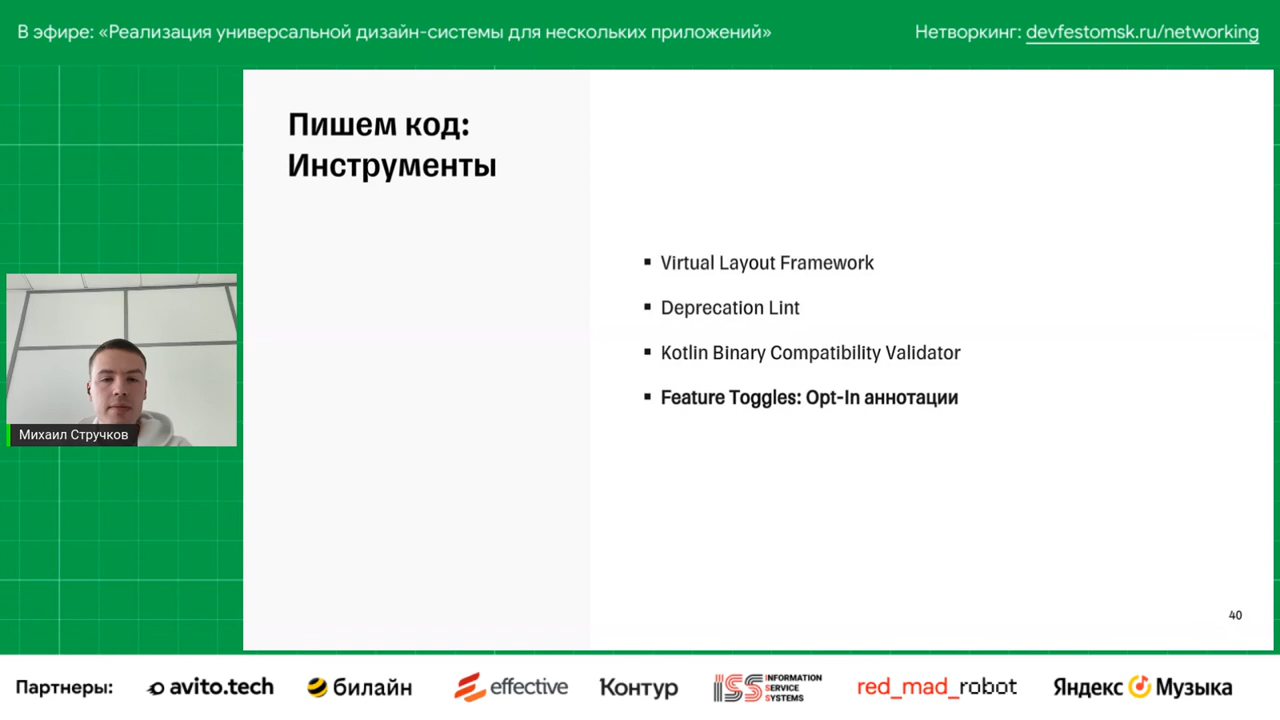 В эфире: «Реализация универсальной дизайн-системы для нескольких приложений»
Нетворкинг: devfestomsk.ru/networking
Пишем код:
Инструменты
▪ Virtual Layout Framework
▪ Deprecation Lint
▪ Kotlin Binary Compatibility Validator
▪ Feature Toggles: Opt-In аннотации
Михаил Стручков
40
Партнеры:
avito.tech
билайн
effective
Контур
ISS INFORMATION SERVICE SYSTEMS
red_mad_robot
Яндекс Музыка